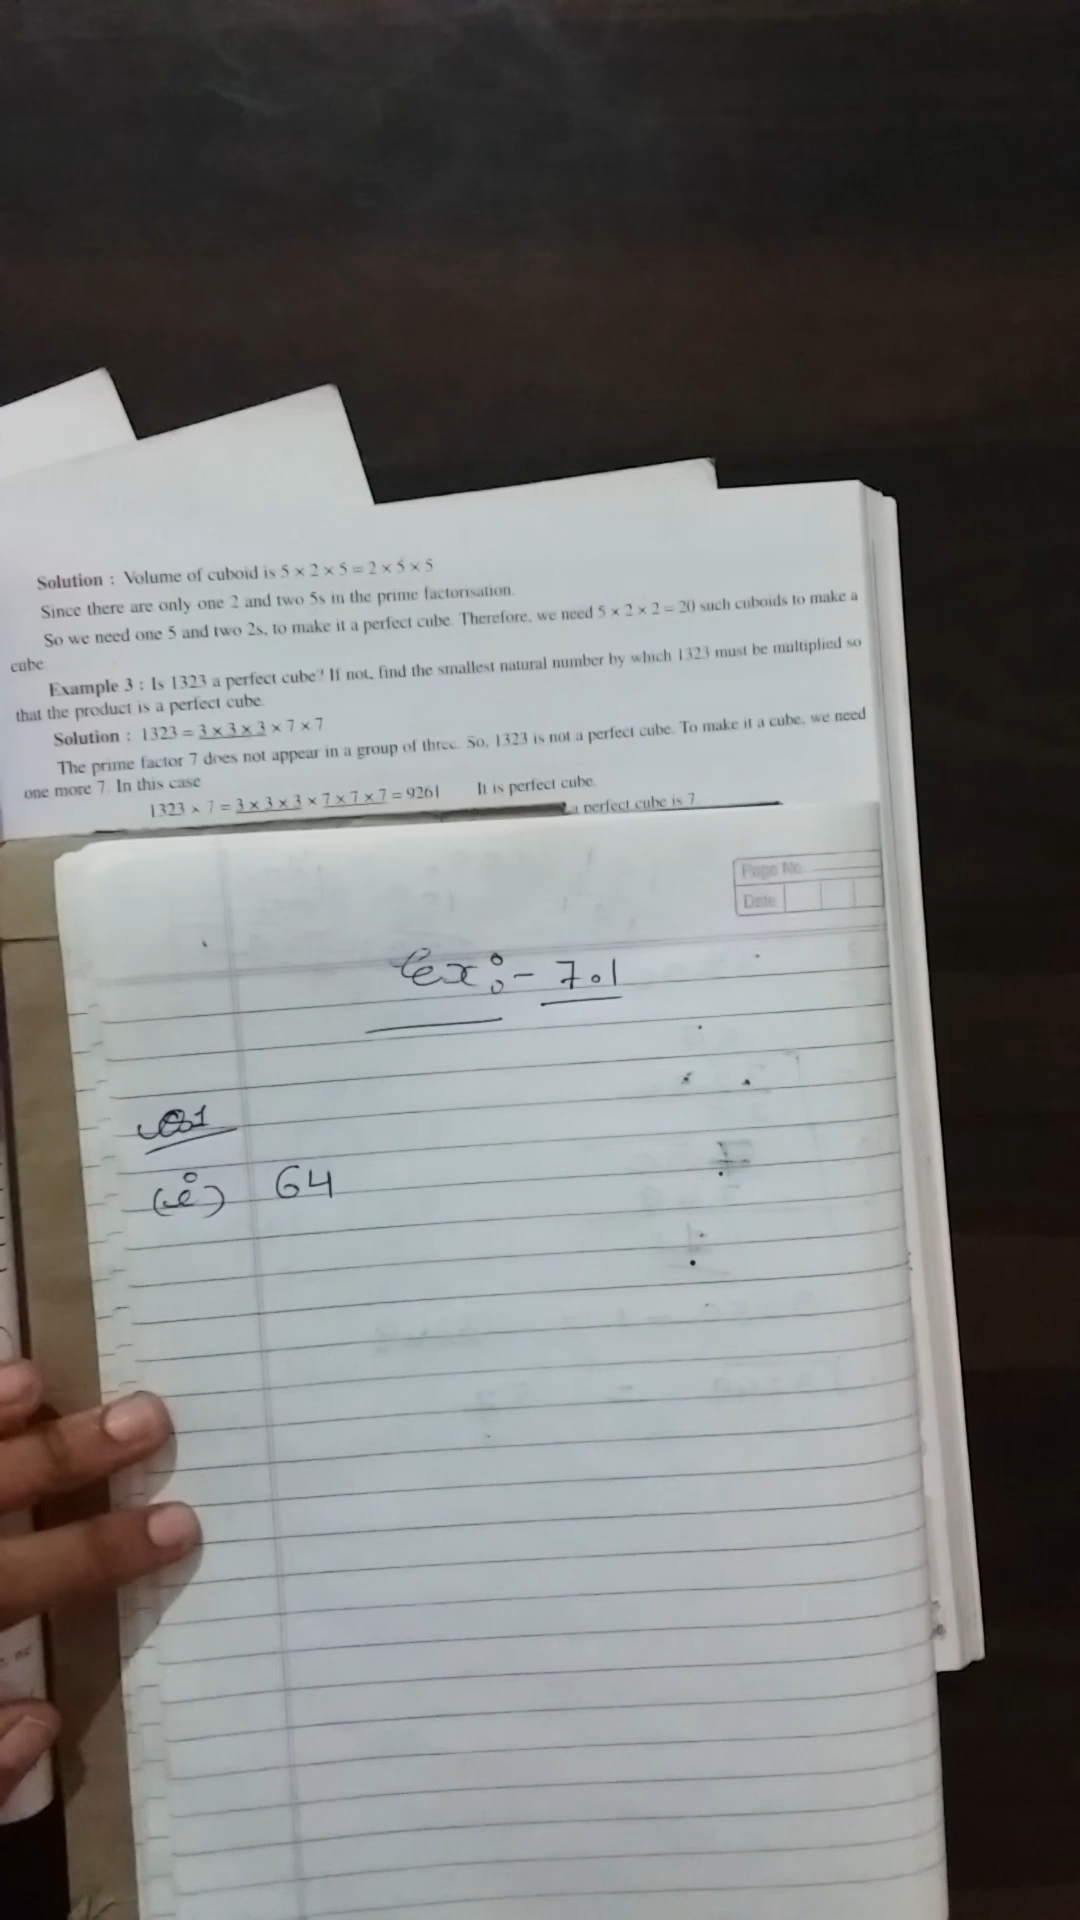 Solution : Volume of cuboid is 5 × 2 × 5 = 2 × 5 × 5
Since there are only one 2 and two 5s in the prime factorisation.
So we need one 5 and two 2s, to make it a perfect cube. Therefore, we need 5 × 2 × 2 = 20 such cuboids to make a
cube
Example 3 : Is 1323 a perfect cube? If not, find the smallest natural number by which 1323 must be multiplied so
that the product is a perfect cube.
Solution : 1323 = 3 × 3 × 3 × 7 × 7
The prime factor 7 does not appear in a group of three. So, 1323 is not a perfect cube. To make it a cube, we need
one more 7. In this case
1323 × 7 = 3 × 3 × 3 × 7 × 7 × 7 = 9261 It is perfect cube.
a perfect cube is 7
Page No.
Date
Ex:- 7.1
Q1
(i) 64